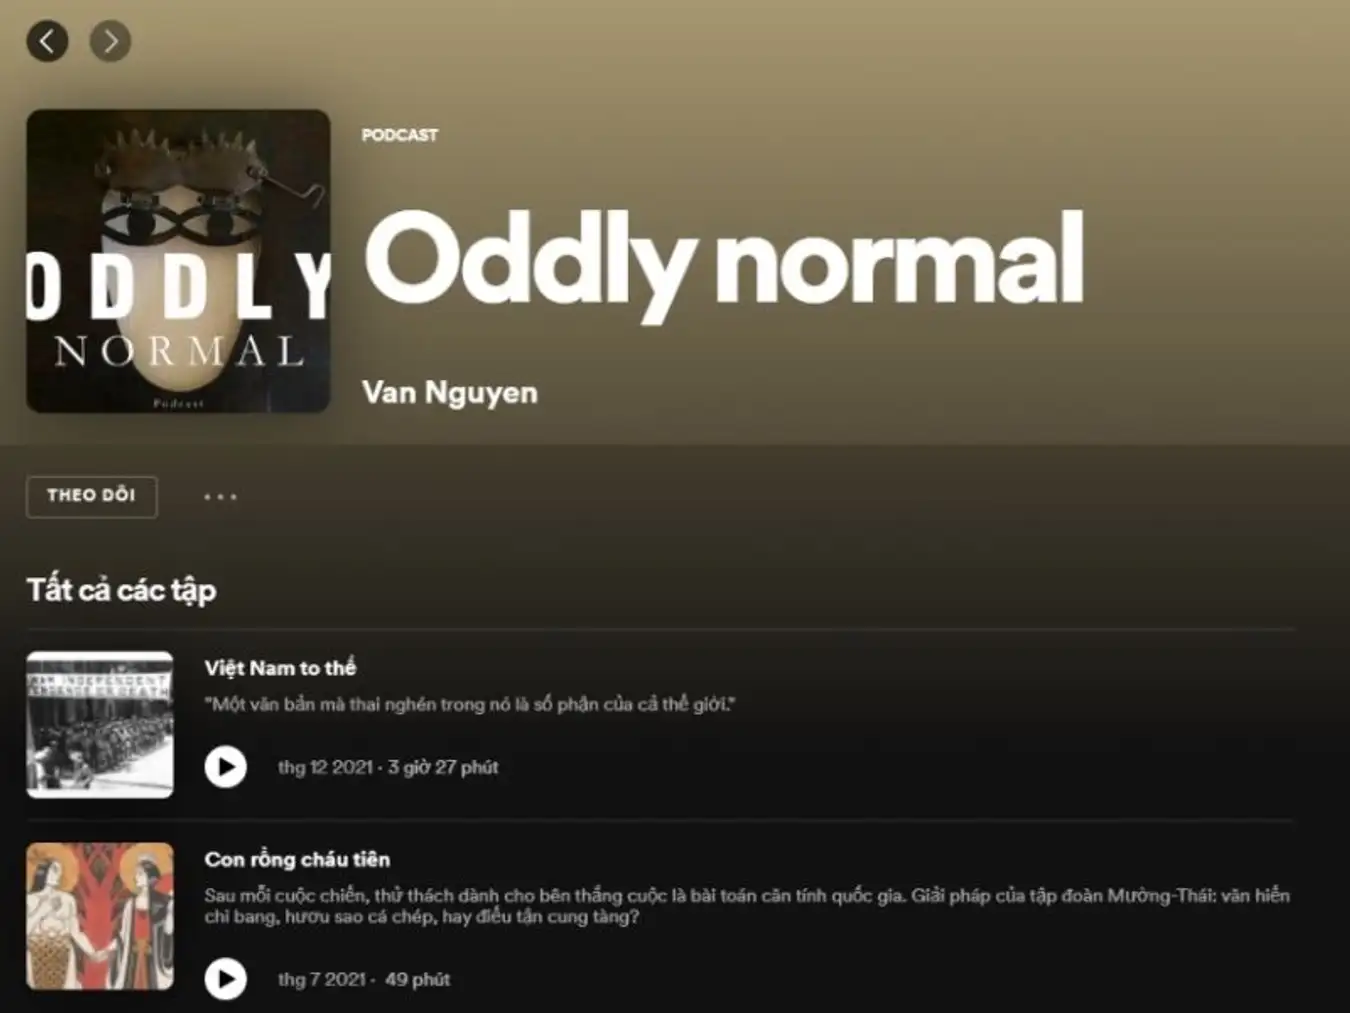 ODDLY
NORMAL
Podcast
PODCAST
Oddly normal
Van Nguyen
THEO DÕI
Tất cả các tập
INDEPENDENT
Việt Nam to thế
"Một văn bản mà thai nghén trong nó là số phận của cả thế giới."
thg 12 2021 · 3 giờ 27 phút
Con rồng cháu tiên
Sau mỗi cuộc chiến, thử thách dành cho bên thắng cuộc là bài toán căn tính quốc gia. Giải pháp của tập đoàn Mường-Thái: văn hiến
chi bang, hươu sao cá chép, hay điểu tận cung tàng?
thg 7 2021 · 49 phút